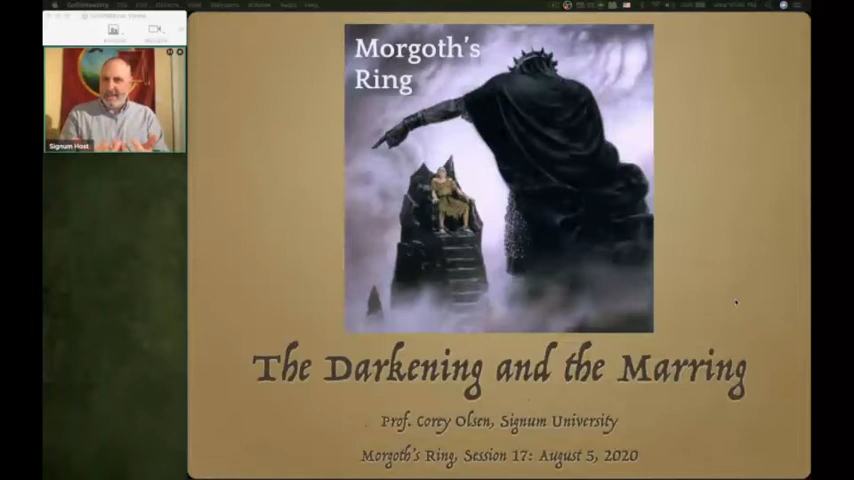 Signum Host
Morgoth's
Ring
The Darkening and the Marring
Prof. Corey Olsen, Signum University
Morgoth's Ring, Session 17: August 5, 2020